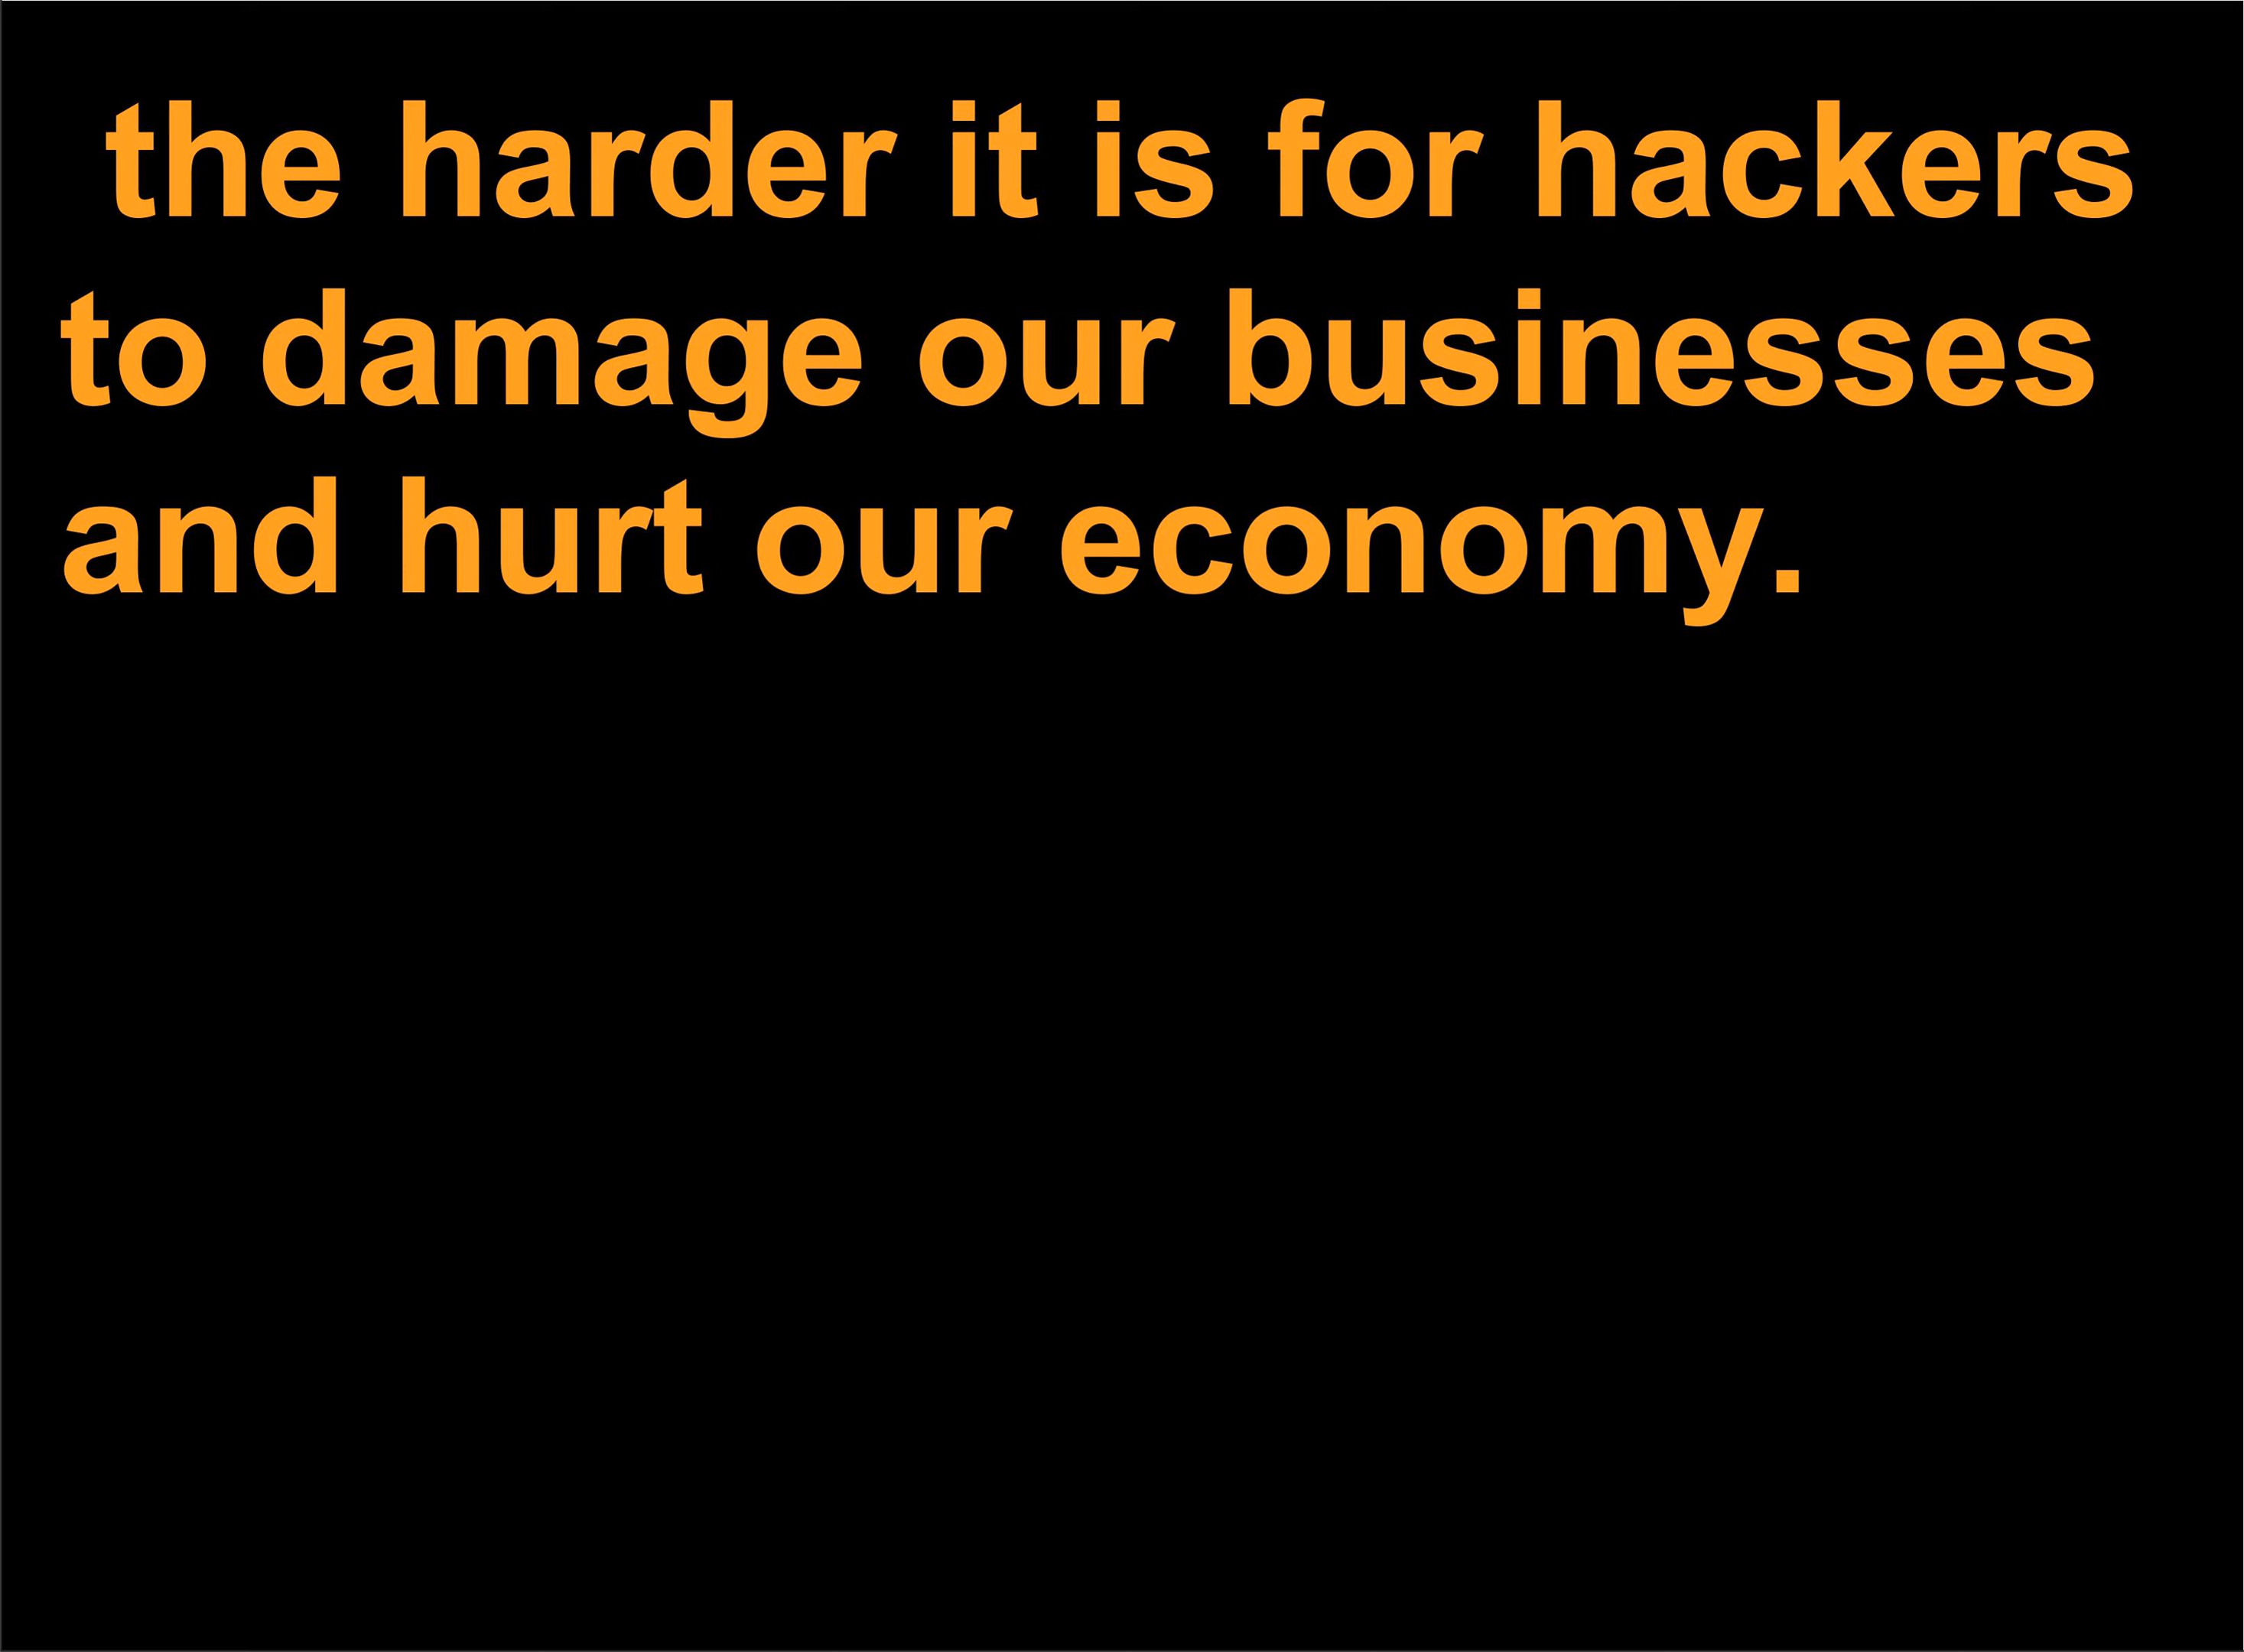 the harder it is for hackers
to damage our businesses
and hurt our economy.